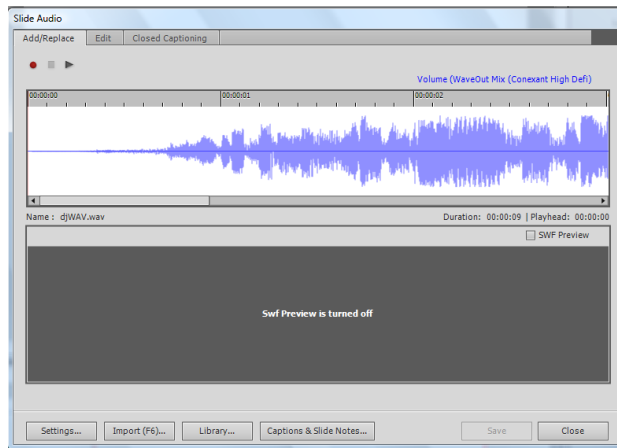 Slide Audio
Add/Replace Edit Closed Captioning
Volume (WaveOut Mix (Conexant High Defi)
00:00:00 00:00:01 00:00:02
Name : djWAV.wav Duration: 00:00:09 | Playhead: 00:00:00
SWF Preview
Swf Preview is turned off
Settings... Import (F6)... Library... Captions & Slide Notes... Save Close